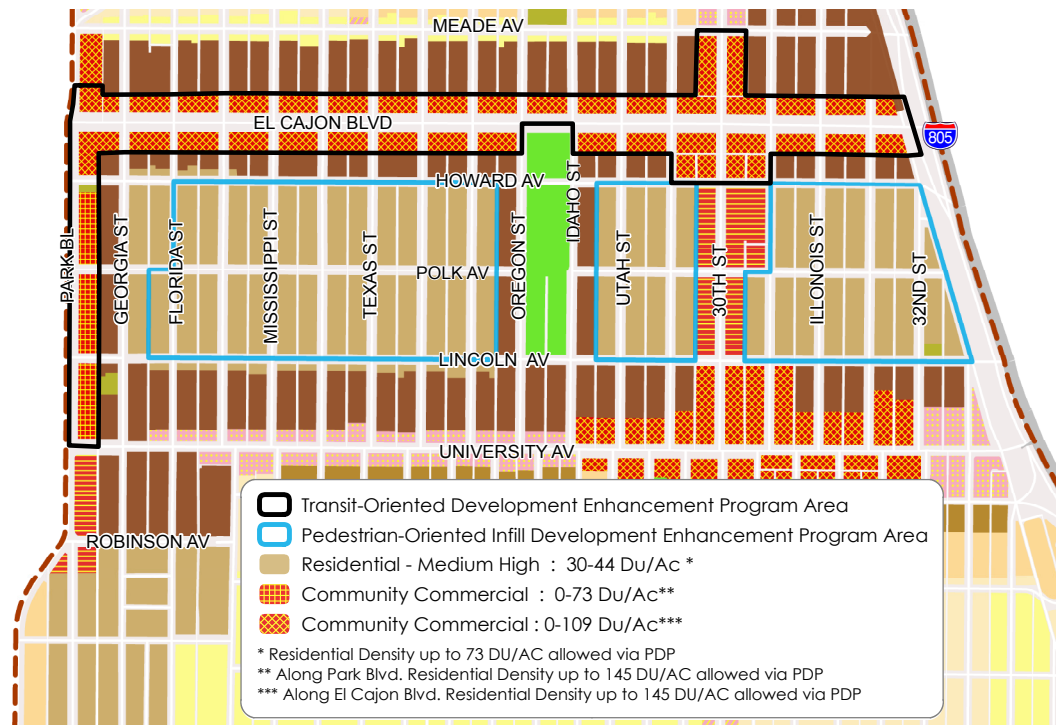 MEADE AV
EL CAJON BLVD
805
HOWARD AV
IDAHO ST
PARK BL
GEORGIA ST
FLORIDA ST
MISSISSIPPI ST
TEXAS ST
POLK AV
OREGON ST
UTAH ST
30TH ST
ILLONOIS ST
32ND ST
LINCOLN AV
UNIVERSITY AV
ROBINSON AV
Transit-Oriented Development Enhancement Program Area
Pedestrian-Oriented Infill Development Enhancement Program Area
Residential - Medium High : 30-44 Du/Ac *
Community Commercial : 0-73 Du/Ac**
Community Commercial : 0-109 Du/Ac***
* Residential Density up to 73 DU/AC allowed via PDP
** Along Park Blvd. Residential Density up to 145 DU/AC allowed via PDP
*** Along El Cajon Blvd. Residential Density up to 145 DU/AC allowed via PDP